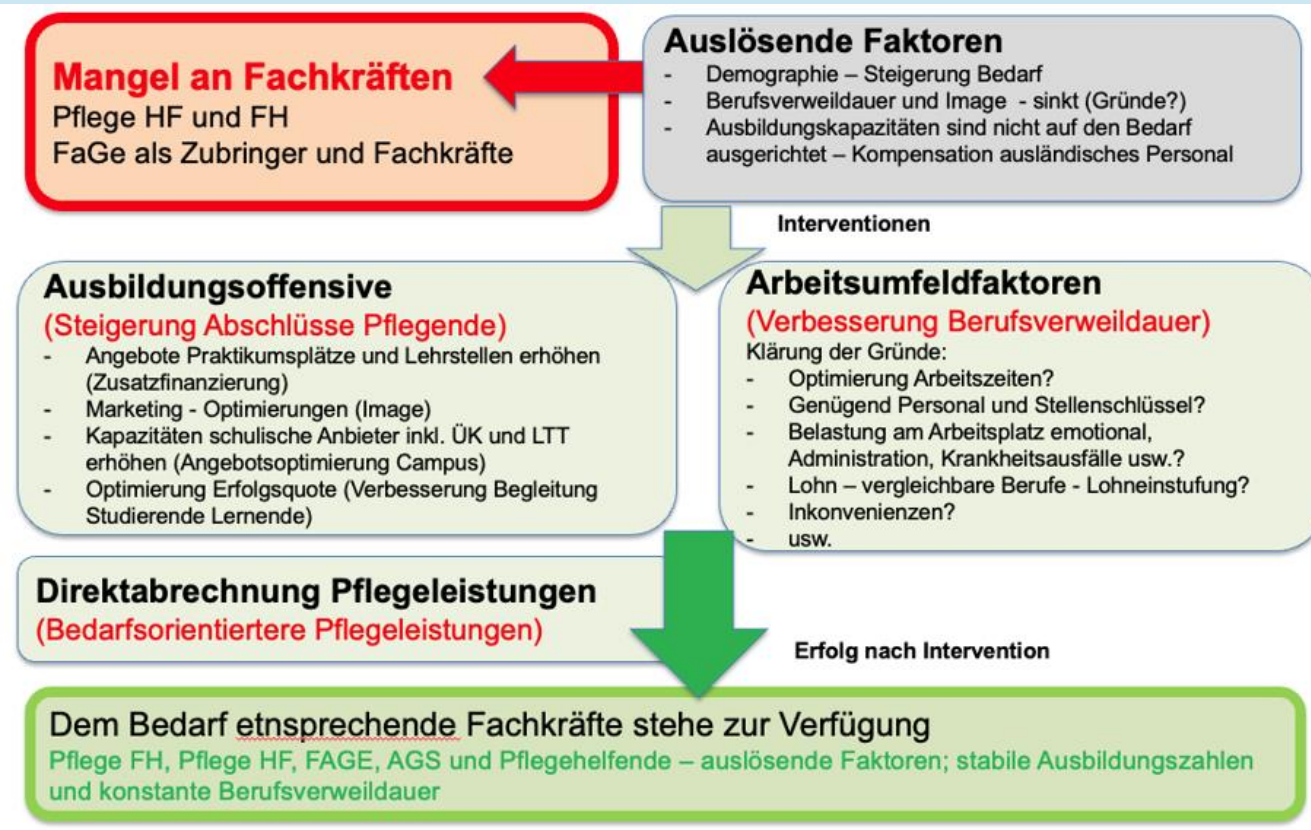 Mangel an Fachkräften
Pflege HF und FH
FaGe als Zubringer und Fachkräfte
Auslösende Faktoren
- Demographie – Steigerung Bedarf
- Berufsverweildauer und Image - sinkt (Gründe?)
- Ausbildungskapazitäten sind nicht auf den Bedarf
ausgerichtet – Kompensation ausländisches Personal
Interventionen
Ausbildungsoffensive
(Steigerung Abschlüsse Pflegende)
- Angebote Praktikumsplätze und Lehrstellen erhöhen
(Zusatzfinanzierung)
- Marketing - Optimierungen (Image)
- Kapazitäten schulische Anbieter inkl. ÜK und LTT
erhöhen (Angebotsoptimierung Campus)
- Optimierung Erfolgsquote (Verbesserung Begleitung
Studierende Lernende)
Arbeitsumfeldfaktoren
(Verbesserung Berufsverweildauer)
Klärung der Gründe:
- Optimierung Arbeitszeiten?
- Genügend Personal und Stellenschlüssel?
- Belastung am Arbeitsplatz emotional,
Administration, Krankheitsausfälle usw.?
- Lohn – vergleichbare Berufe - Lohneinstufung?
- Inkonvenienzen?
- usw.
Direktabrechnung Pflegeleistungen
(Bedarfsorientiertere Pflegeleistungen)
Erfolg nach Intervention
Dem Bedarf etnsprechende Fachkräfte stehe zur Verfügung
Pflege FH, Pflege HF, FAGE, AGS und Pflegehelfende – auslösende Faktoren; stabile Ausbildungszahlen
und konstante Berufsverweildauer